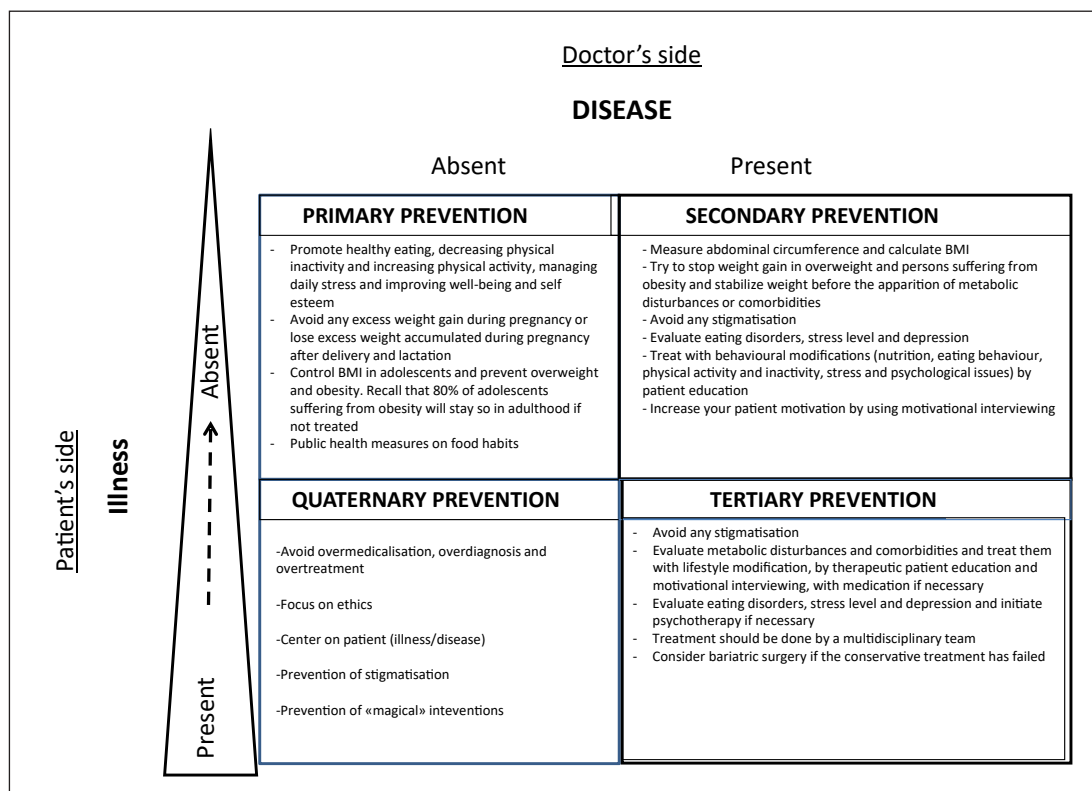 Doctor's side
DISEASE
Absent
Present
PRIMARY PREVENTION
- Promote healthy eating, decreasing physical
inactivity and increasing physical activity, managing
daily stress and improving well-being and self
esteem
- Avoid any excess weight gain during pregnancy or
lose excess weight accumulated during pregnancy
after delivery and lactation
- Control BMI in adolescents and prevent overweight
and obesity. Recall that 80% of adolescents
suffering from obesity will stay so in adulthood if
not treated
- Public health measures on food habits
SECONDARY PREVENTION
- Measure abdominal circumference and calculate BMI
- Try to stop weight gain in overweight and persons suffering from
obesity and stabilize weight before the apparition of metabolic
disturbances or comorbidities
- Avoid any stigmatisation
- Evaluate eating disorders, stress level and depression
- Treat with behavioural modifications (nutrition, eating behaviour,
physical activity and inactivity, stress and psychological issues) by
patient education
- Increase your patient motivation by using motivational interviewing
Patient's side
Illness
Absent
Present
QUATERNARY PREVENTION
-Avoid overmedicalisation, overdiagnosis and
overtreatment
-Focus on ethics
-Center on patient (illness/disease)
-Prevention of stigmatisation
-Prevention of «magical» inteventions
TERTIARY PREVENTION
- Avoid any stigmatisation
- Evaluate metabolic disturbances and comorbidities and treat them
with lifestyle modification, by therapeutic patient education and
motivational interviewing, with medication if necessary
- Evaluate eating disorders, stress level and depression and initiate
psychotherapy if necessary
- Treatment should be done by a multidisciplinary team
- Consider bariatric surgery if the conservative treatment has failed